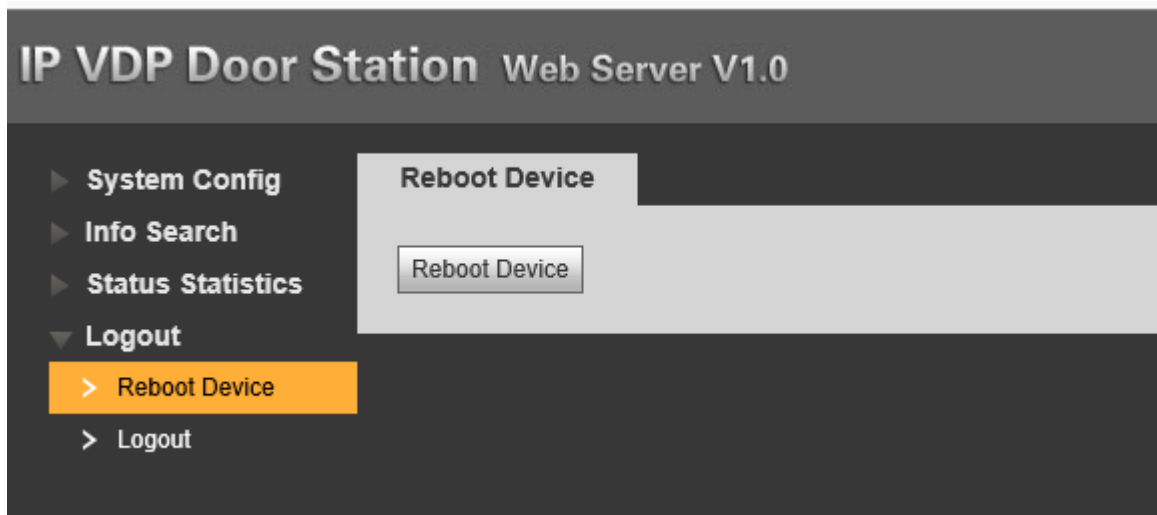 IP VDP Door Station Web Server V1.0
System Config
Info Search
Status Statistics
Logout
> Reboot Device
> Logout
Reboot Device
Reboot Device